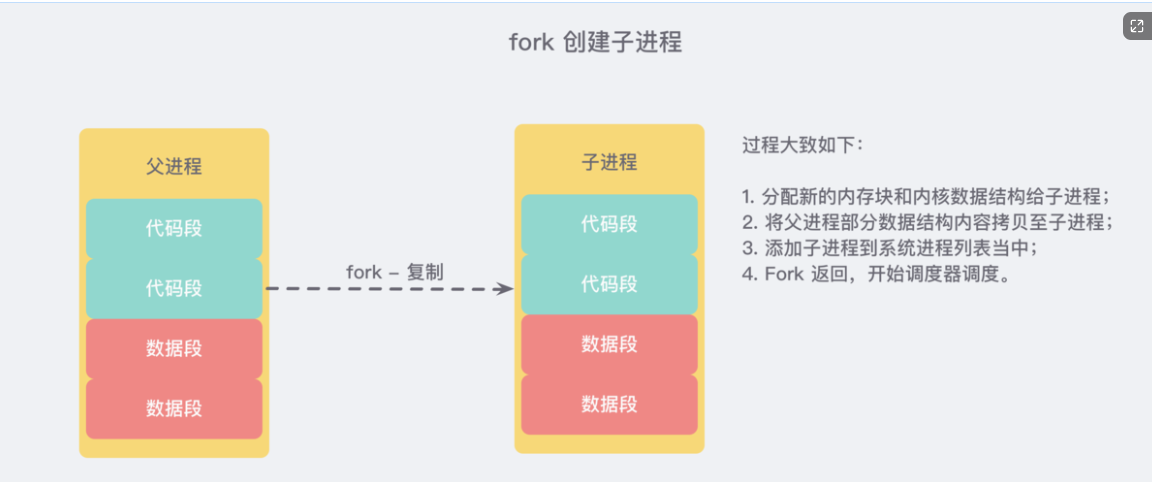 fork 创建子进程
父进程
代码段
代码段
数据段
数据段
fork – 复制
子进程
代码段
代码段
数据段
数据段
过程大致如下：
1. 分配新的内存块和内核数据结构给子进程；
2. 将父进程部分数据结构内容拷贝至子进程；
3. 添加子进程到系统进程列表当中；
4. Fork 返回，开始调度器调度。